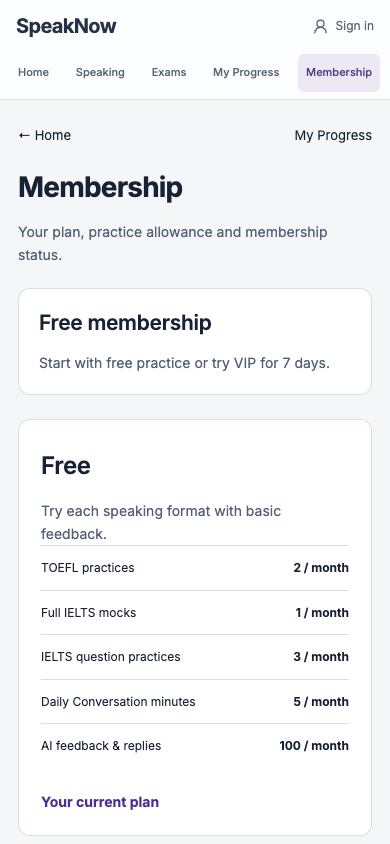 SpeakNow
Sign in
Home
Speaking
Exams
My Progress
Membership
← Home
My Progress
Membership
Your plan, practice allowance and membership
status.
Free membership
Start with free practice or try VIP for 7 days.
Free
Try each speaking format with basic
feedback.
TOEFL practices 2 / month
Full IELTS mocks 1 / month
IELTS question practices 3 / month
Daily Conversation minutes 5 / month
AI feedback & replies 100 / month
Your current plan